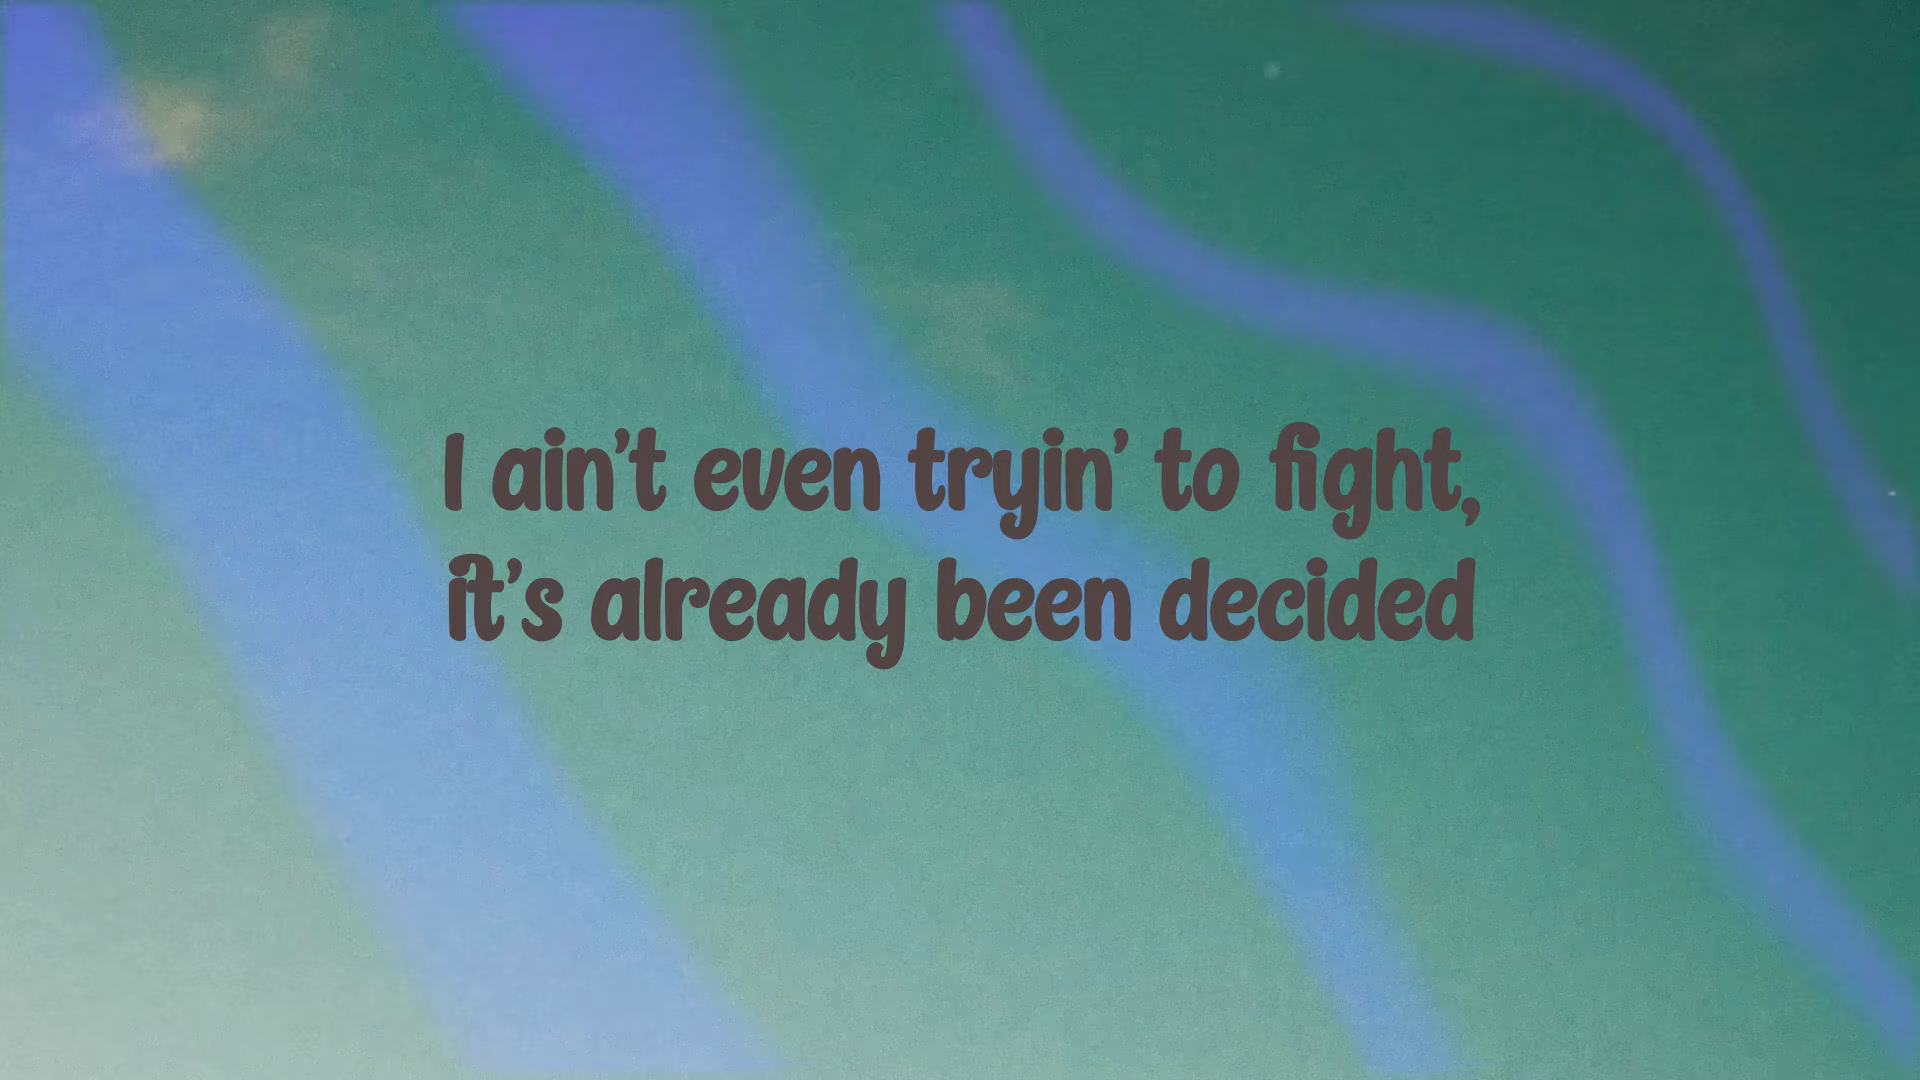 I ain’t even tryin’ to fight,
it’s already been decided